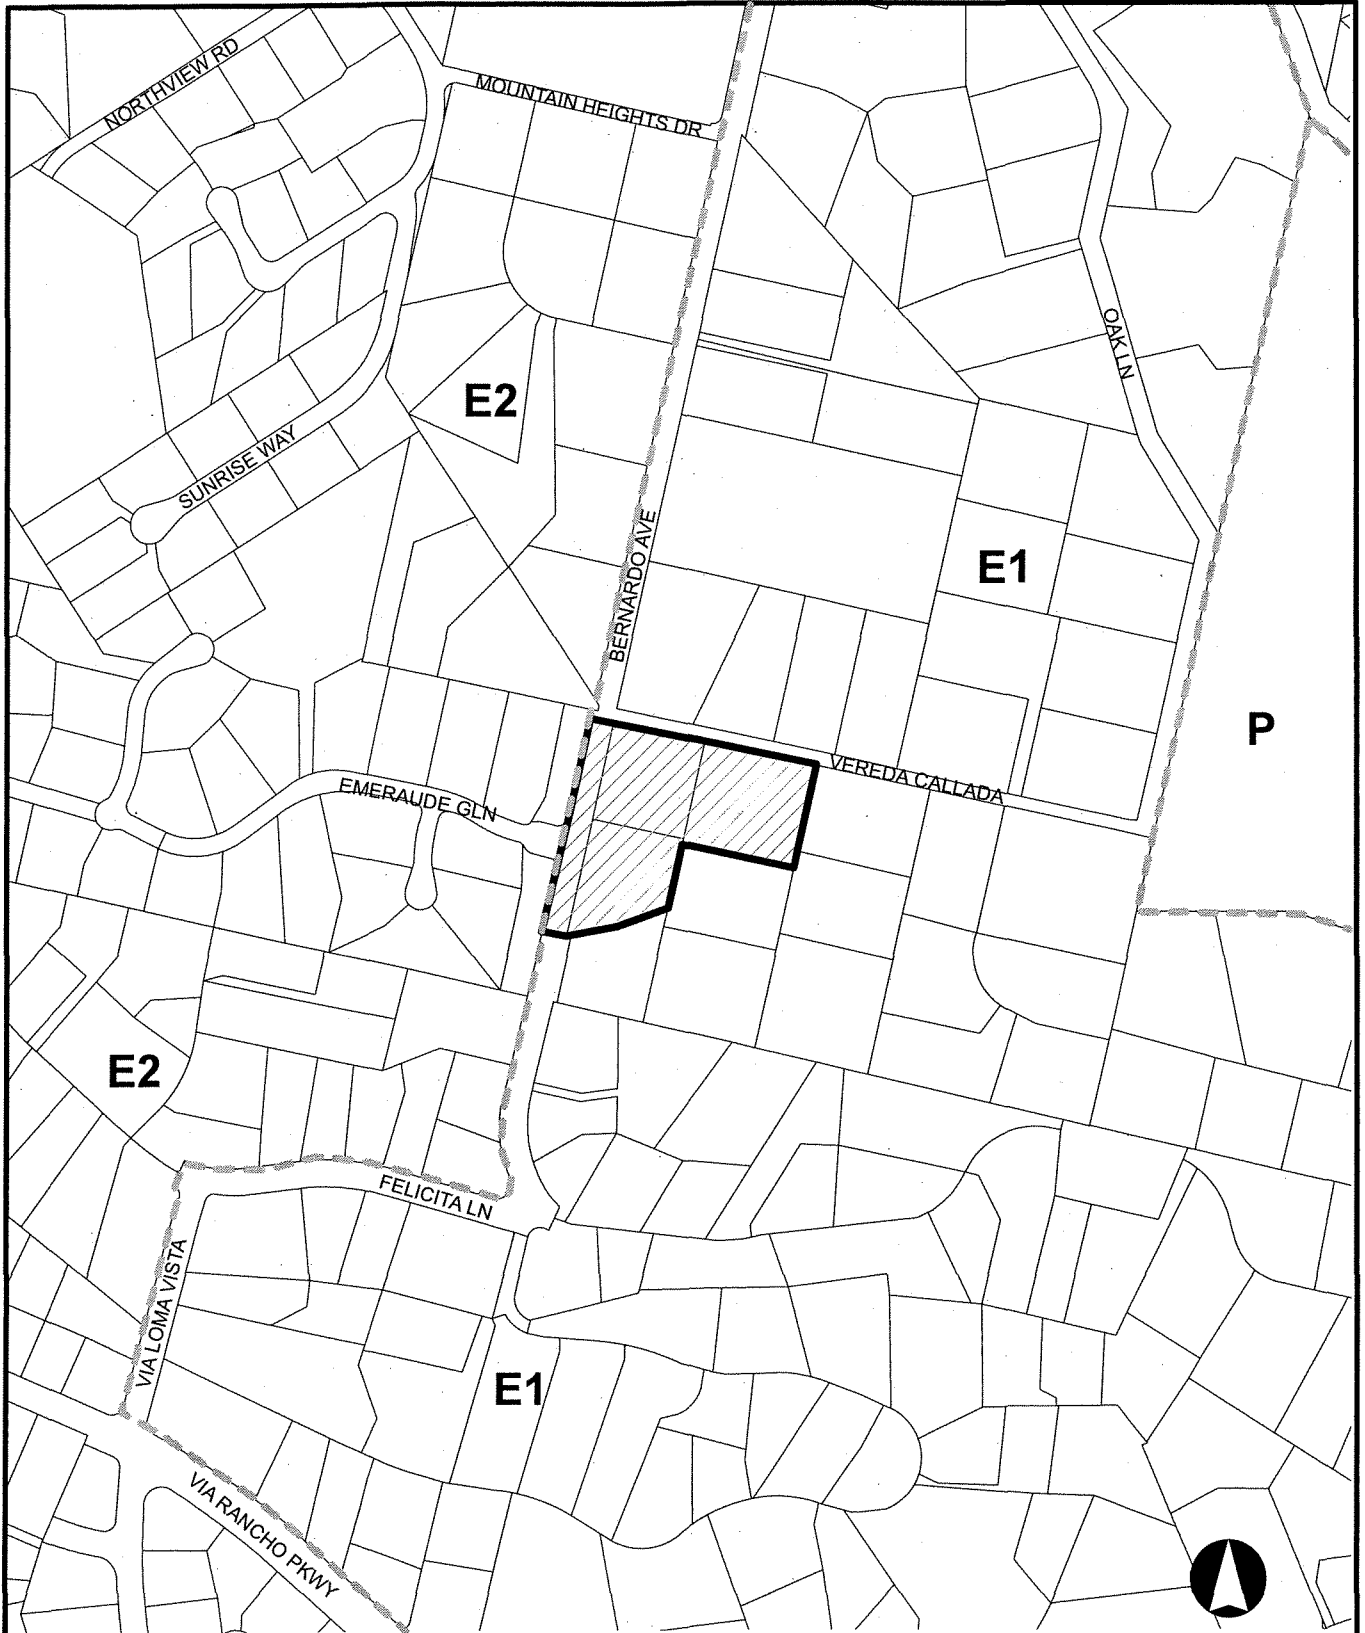 NORTHVIEW RD
MOUNTAIN HEIGHTS DR
OAK LN
E2
SUNRISE WAY
BERNARDO AVE
E1
P
VEREDA CALLADA
EMERAUDE GLN
E2
FELICITA LN
VIA LOMA VISTA
E1
VIA RANCHO PKWY